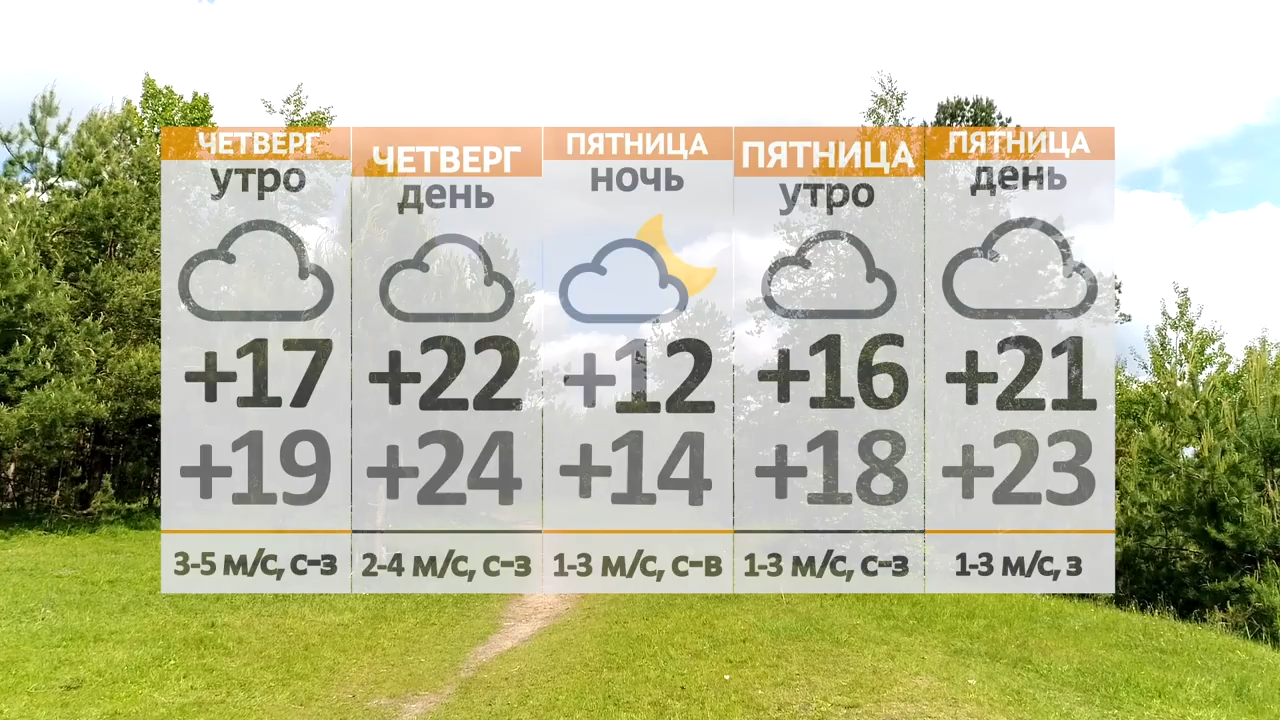 ЧЕТВЕРГ
утро
+17
+19
3-5 м/с, с-з
ЧЕТВЕРГ
день
+22
+24
2-4 м/с, с-з
ПЯТНИЦА
ночь
+12
+14
1-3 м/с, с-в
ПЯТНИЦА
утро
+16
+18
1-3 м/с, с-з
ПЯТНИЦА
день
+21
+23
1-3 м/с, з